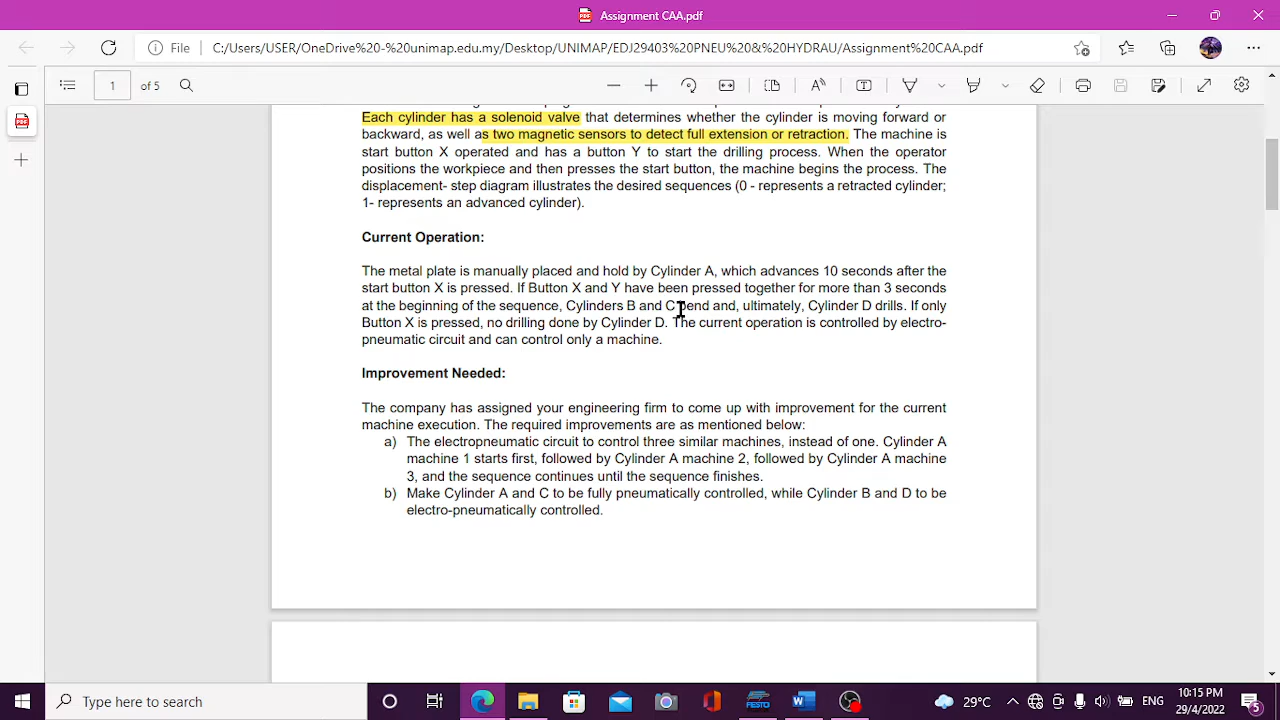 Assignment CAA.pdf
File C:/Users/USER/OneDrive%20-%20unimap.edu.my/Desktop/UNIMAP/EDJ29403%20PNEU%20&%20HYDRAU/Assignment%20CAA.pdf
1 of 5
Each cylinder has a solenoid valve that determines whether the cylinder is moving forward or
backward, as well as two magnetic sensors to detect full extension or retraction. The machine is
start button X operated and has a button Y to start the drilling process. When the operator
positions the workpiece and then presses the start button, the machine begins the process. The
displacement- step diagram illustrates the desired sequences (0 - represents a retracted cylinder;
1- represents an advanced cylinder).
Current Operation:
The metal plate is manually placed and hold by Cylinder A, which advances 10 seconds after the
start button X is pressed. If Button X and Y have been pressed together for more than 3 seconds
at the beginning of the sequence, Cylinders B and C bend and, ultimately, Cylinder D drills. If only
Button X is pressed, no drilling done by Cylinder D. The current operation is controlled by electro-
pneumatic circuit and can control only a machine.
Improvement Needed:
The company has assigned your engineering firm to come up with improvement for the current
machine execution. The required improvements are as mentioned below:
a) The electropneumatic circuit to control three similar machines, instead of one. Cylinder A
machine 1 starts first, followed by Cylinder A machine 2, followed by Cylinder A machine
3, and the sequence continues until the sequence finishes.
b) Make Cylinder A and C to be fully pneumatically controlled, while Cylinder B and D to be
electro-pneumatically controlled.
Type here to search
FESTO
29°C
ENG
10:15 PM
29/4/2022
5